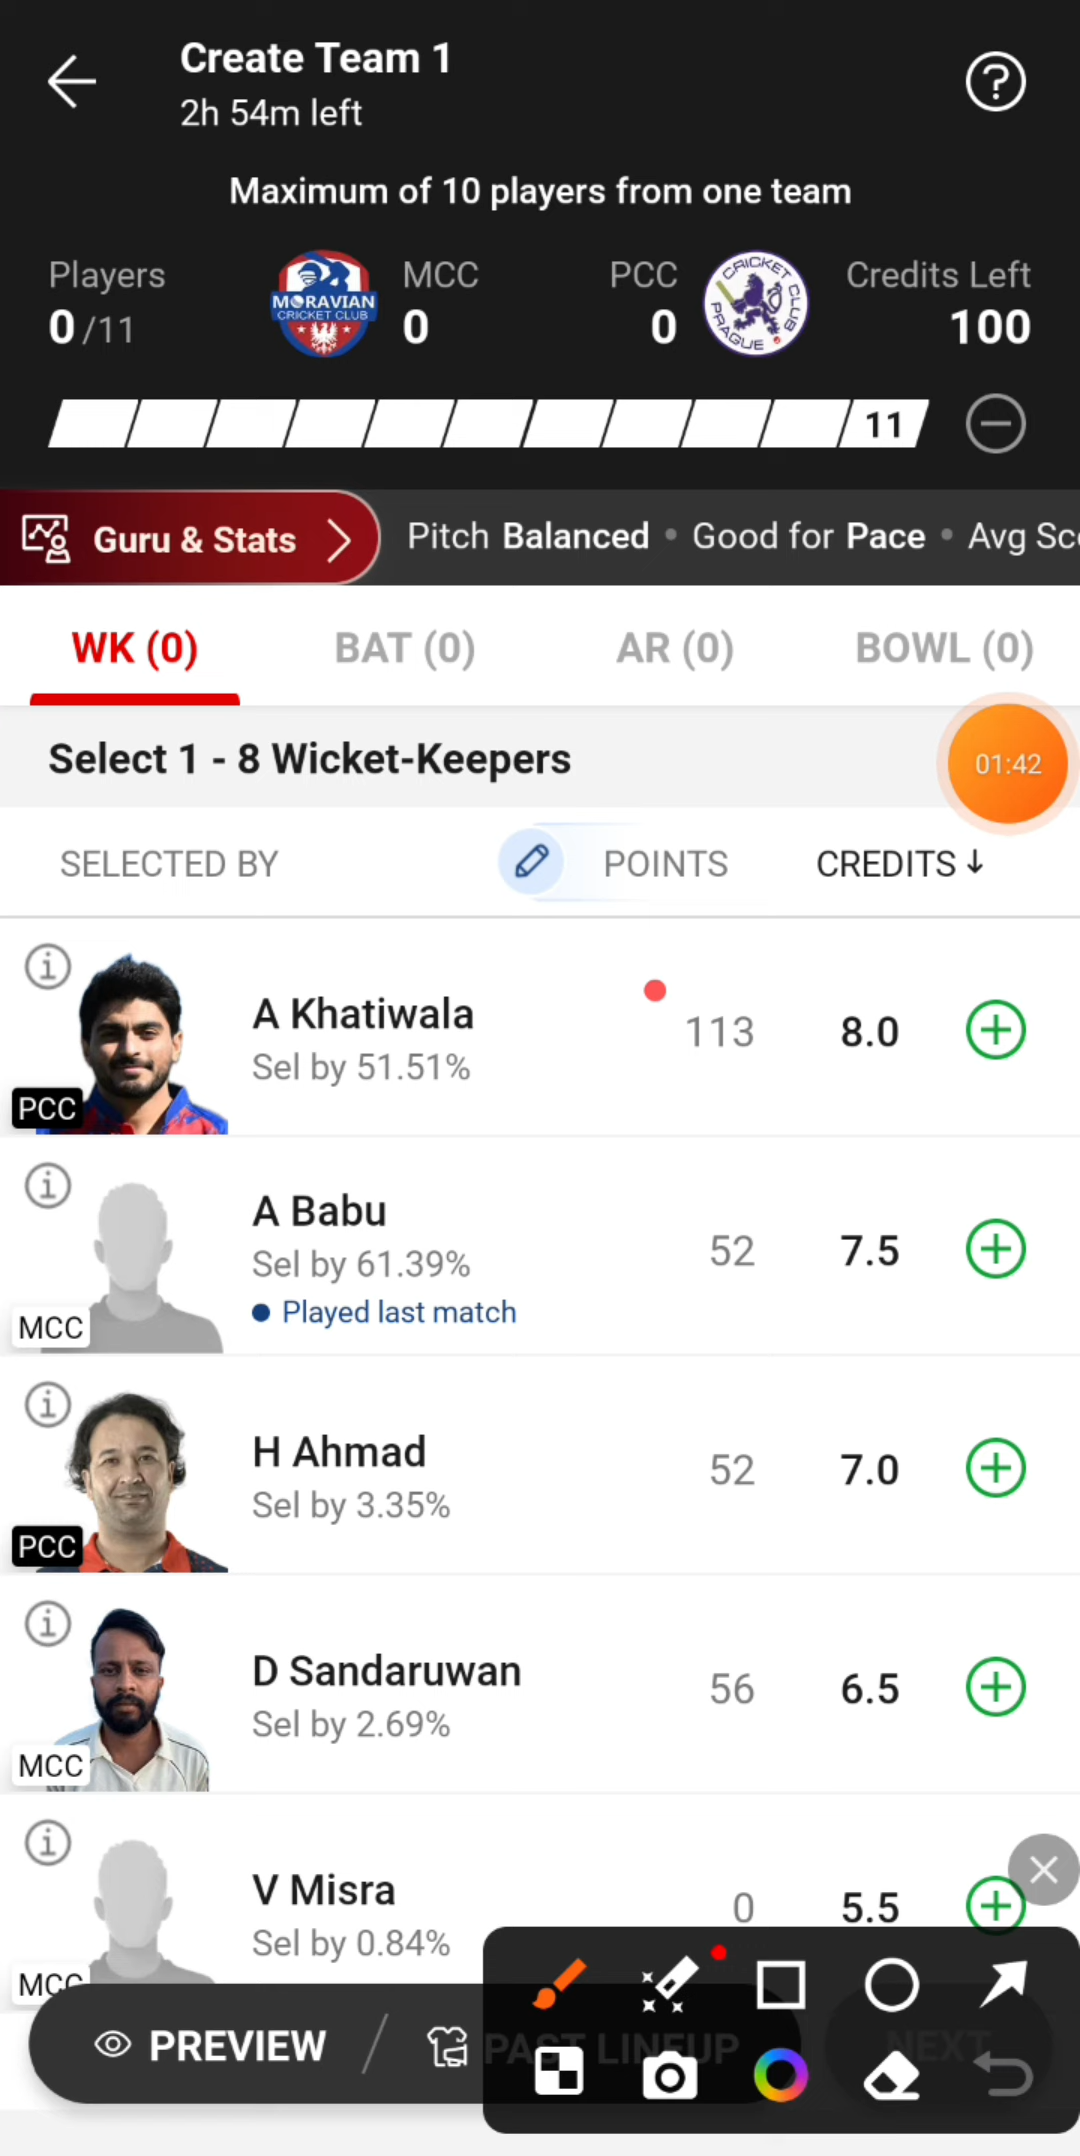 Create Team 1
2h 54m left
Maximum of 10 players from one team
Players
0/11
MORAVIAN
CRICKET CLUB
MCC
0
PCC
0
CRICKET CLUB
PRAGUE
Credits Left
100
11
Guru & Stats
Pitch Balanced • Good for Pace • Avg Sc
WK (0)
BAT (0)
AR (0)
BOWL (0)
Select 1 - 8 Wicket-Keepers
01:42
SELECTED BY
POINTS
CREDITS ↓
A Khatiwala
Sel by 51.51%
PCC
113
8.0
A Babu
Sel by 61.39%
• Played last match
MCC
52
7.5
H Ahmad
Sel by 3.35%
PCC
52
7.0
D Sandaruwan
Sel by 2.69%
MCC
56
6.5
V Misra
Sel by 0.84%
MCC
0
5.5
PREVIEW
PAST LINEUP
NEXT